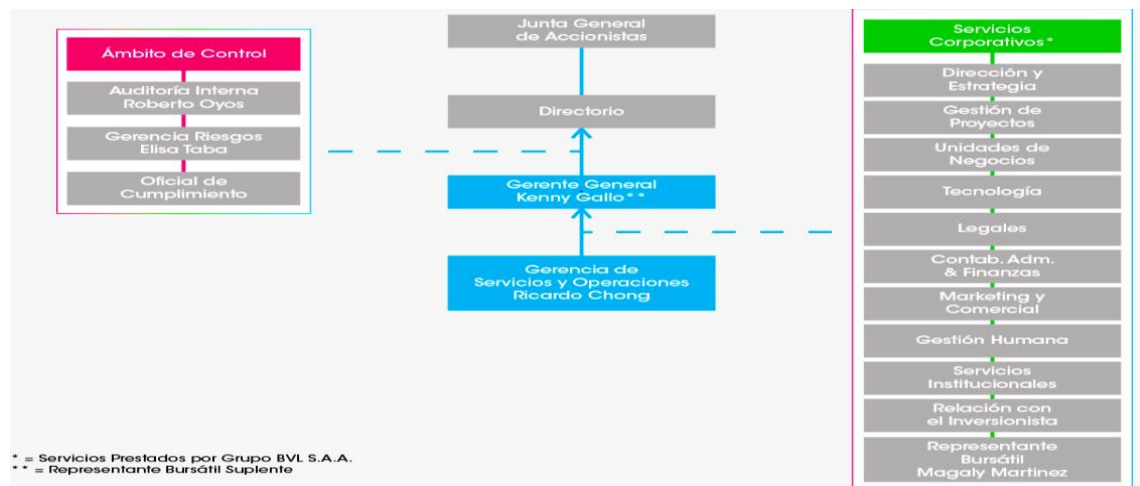 Ámbito de Control
Auditoría Interna
Roberto Oyos
Gerencia Riesgos
Elisa Taba
Oficial de
Cumplimiento
Junta General
de Accionistas
Directorio
Gerente General
Kenny Gallo**
Gerencia de
Servicios y Operaciones
Ricardo Chong
Servicios
Corporativos*
Dirección y
Estrategia
Gestión de
Proyectos
Unidades de
Negocios
Tecnología
Legales
Contab. Adm.
& Finanzas
Marketing y
Comercial
Gestión Humana
Servicios
Institucionales
Relación con
el Inversionista
Representante
Bursátil
Magaly Martinez
* = Servicios Prestados por Grupo BVL S.A.A.
** = Representante Bursátil Suplente